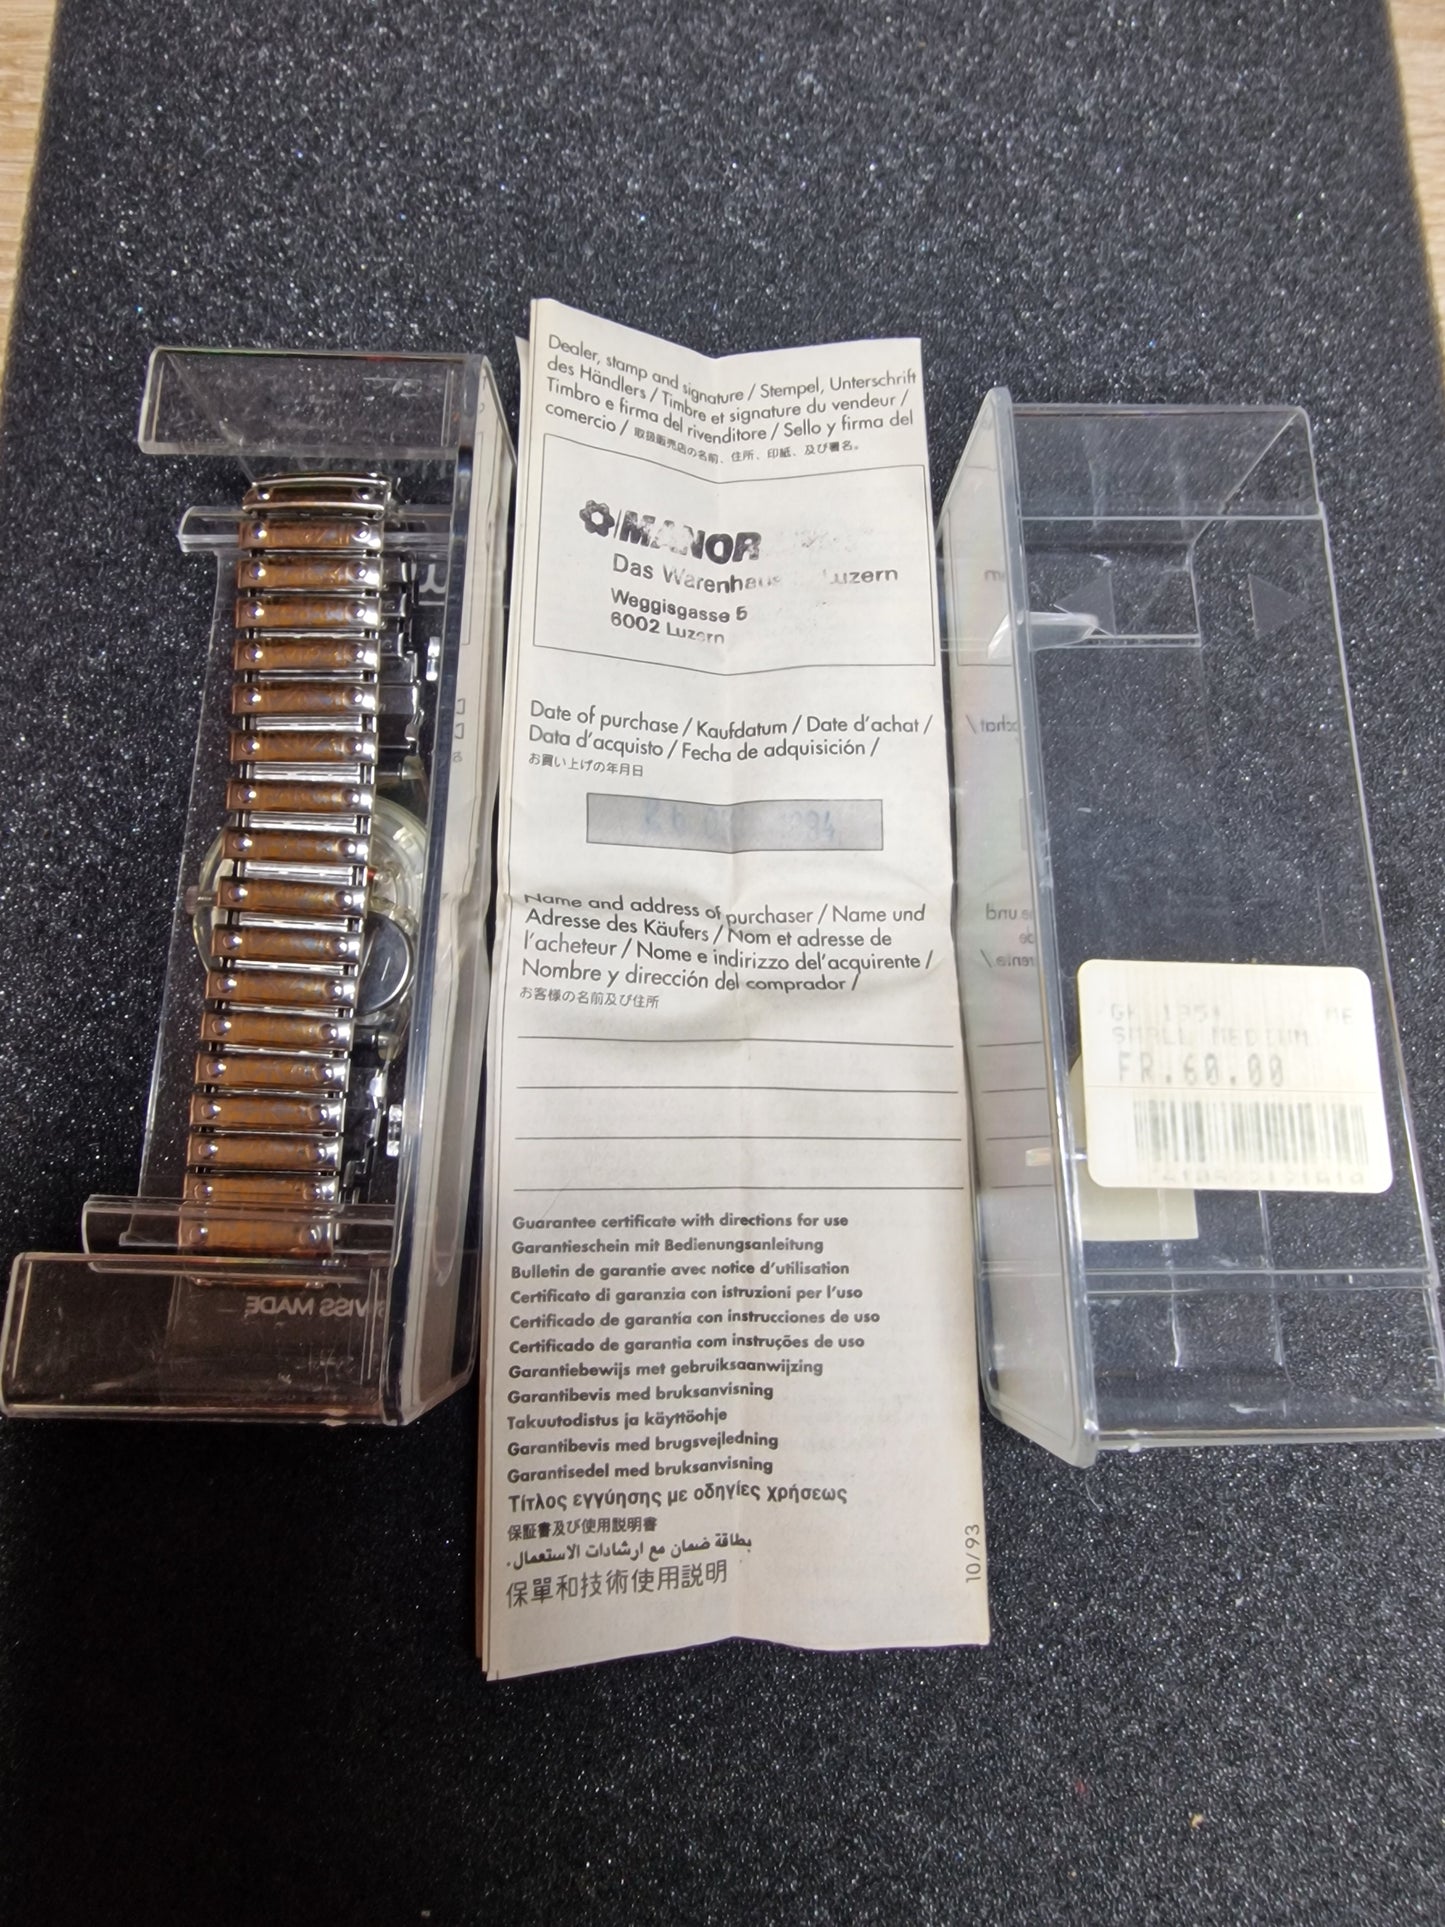 Dealer, stamp and signature / Stempel, Unterschrift
des Händlers / Timbre et signature du vendeur /
Timbro e firma del rivenditore / Sello y firma del
comercio / 取扱販売店の名前、住所、印紙、及び署名。
MANOR
Das Warenhaus Luzern
Weggisgasse 5
6002 Luzern
Date of purchase / Kaufdatum / Date d'achat /
Data d'acquisto / Fecha de adquisición /
お買い上げの年月日
1994
Name and address of purchaser / Name und
Adresse des Käufers / Nom et adresse de
l'acheteur / Nome e indirizzo del'acquirente /
Nombre y dirección del comprador /
お客様の名前及び住所
Guarantee certificate with directions for use
Garantieschein mit Bedienungsanleitung
Bulletin de garantie avec notice d'utilisation
Certificato di garanzia con istruzioni per l'uso
Certificado de garantía con instrucciones de uso
Certificado de garantia com instruções de uso
Garantiebewijs met gebruiksaanwijzing
Garantibevis med bruksanvisning
Takuutodistus ja käyttöohje
Garantibevis med brugsvejledning
Garantisedel med bruksanvisning
Τίτλος εγγύησης με οδηγίες χρήσεως
保証書及び使用説明書
بطاقة ضمان مع ارشادات الاستعمال.
保單和技術使用説明
10/93
SWISS MADE
SMALL MEDIUM
FR.60.00